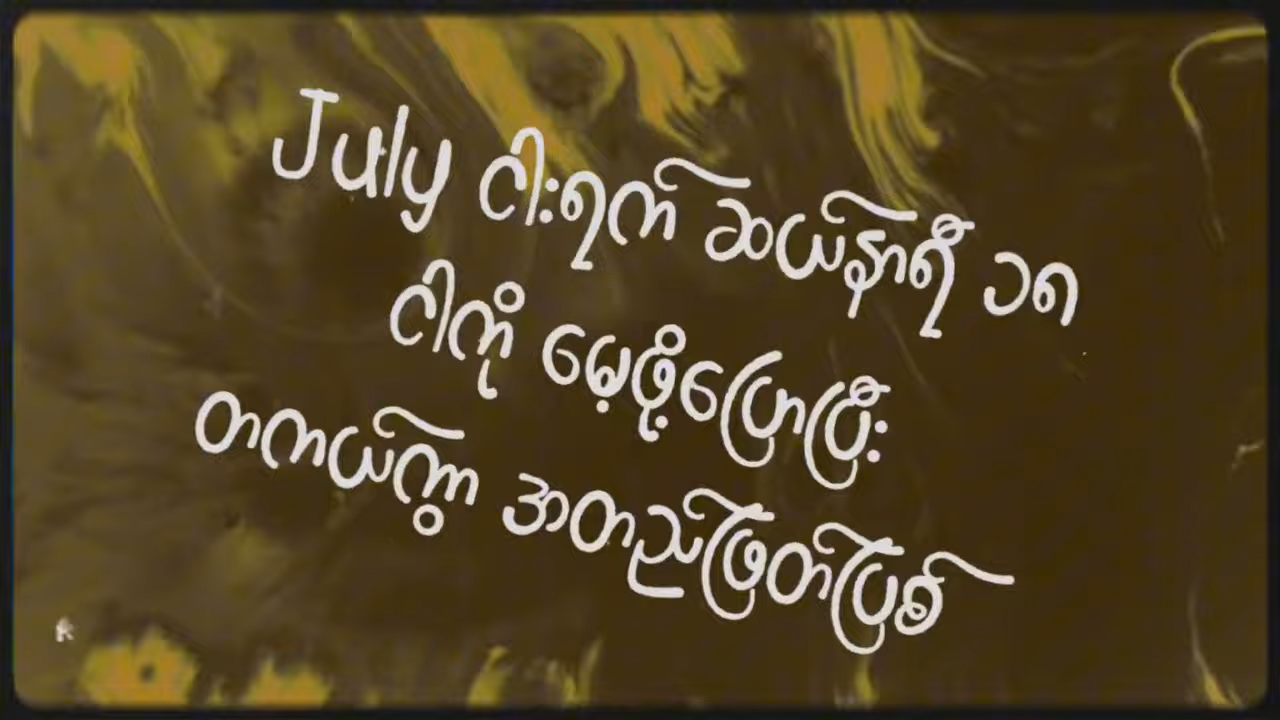 July ငါးရက် ဆယ်နာရီ ၁၈
ငါကို မေ့ဖို့ပြောပြီး
တကယ်ကွာ အတည်ဖြတ်ပြစ်